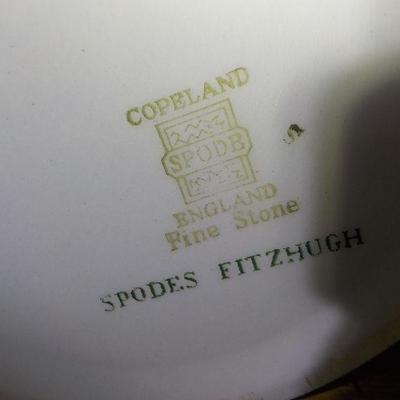 COPELAND
SPODE
ENGLAND
Fine Stone
SPODES FITZHUGH